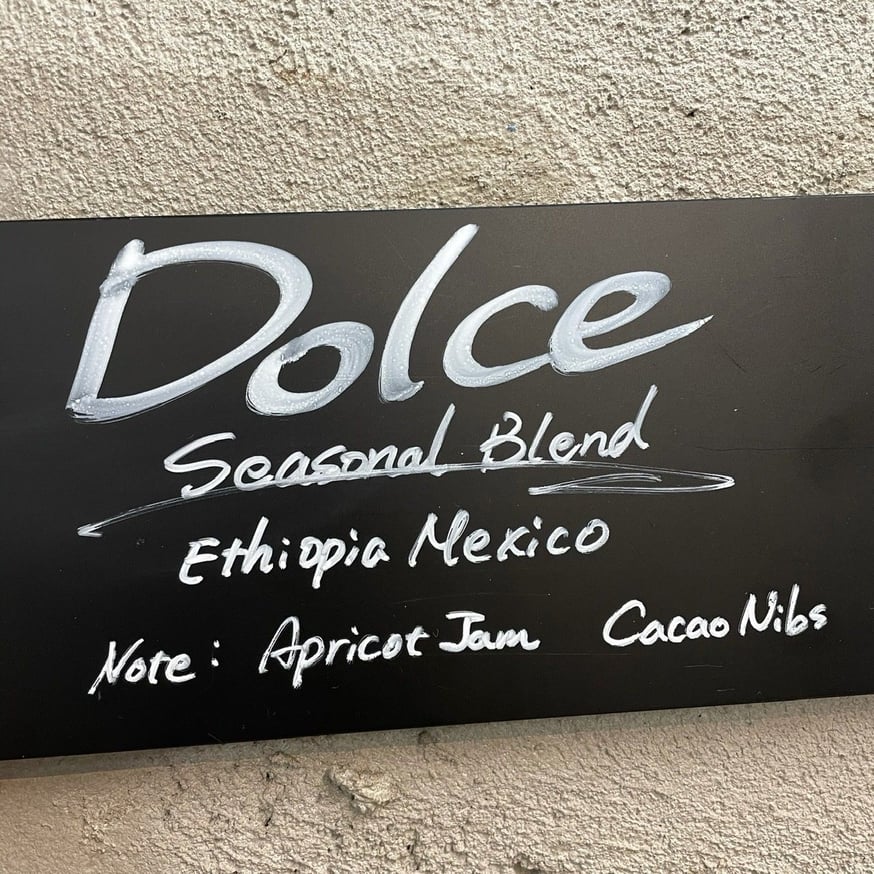 Dolce
Seasonal Blend
Ethiopia Mexico
Note: Apricot Jam Cacao Nibs